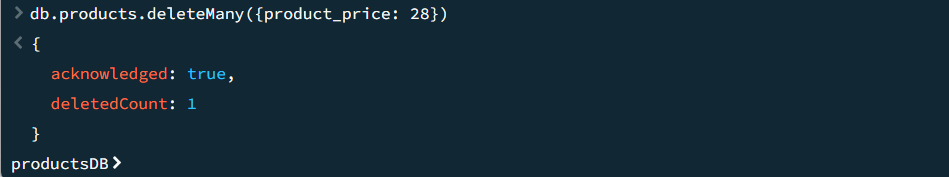 > db.products.deleteMany({product_price: 28})
< {
acknowledged: true,
deletedCount: 1
}
productsDB>